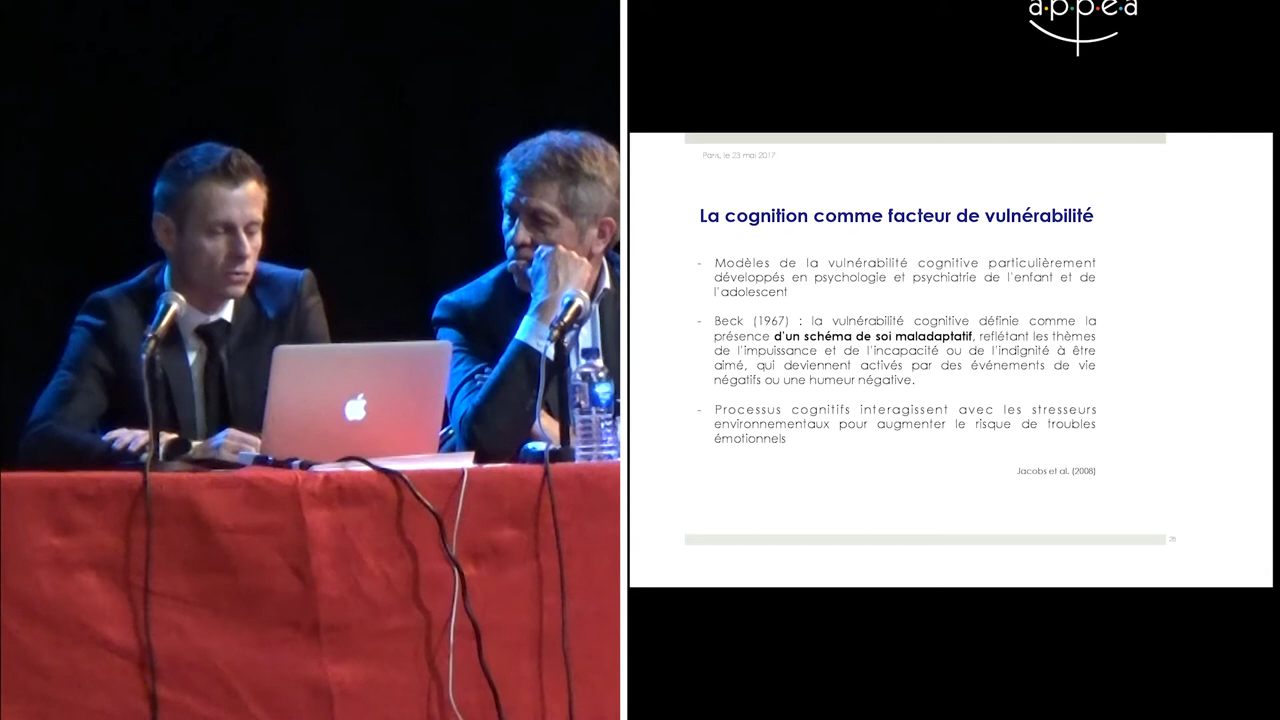 appea
Paris, le 23 mai 2017
La cognition comme facteur de vulnérabilité
- Modèles de la vulnérabilité cognitive particulièrement
développés en psychologie et psychiatrie de l'enfant et de
l'adolescent
- Beck (1967) : la vulnérabilité cognitive définie comme la
présence d'un schéma de soi maladaptatif, reflétant les thèmes
de l'impuissance et de l'incapacité ou de l'indignité à être
aimé, qui deviennent activés par des événements de vie
négatifs ou une humeur négative.
- Processus cognitifs interagissent avec les stresseurs
environnementaux pour augmenter le risque de troubles
émotionnels
Jacobs et al. (2008)
28